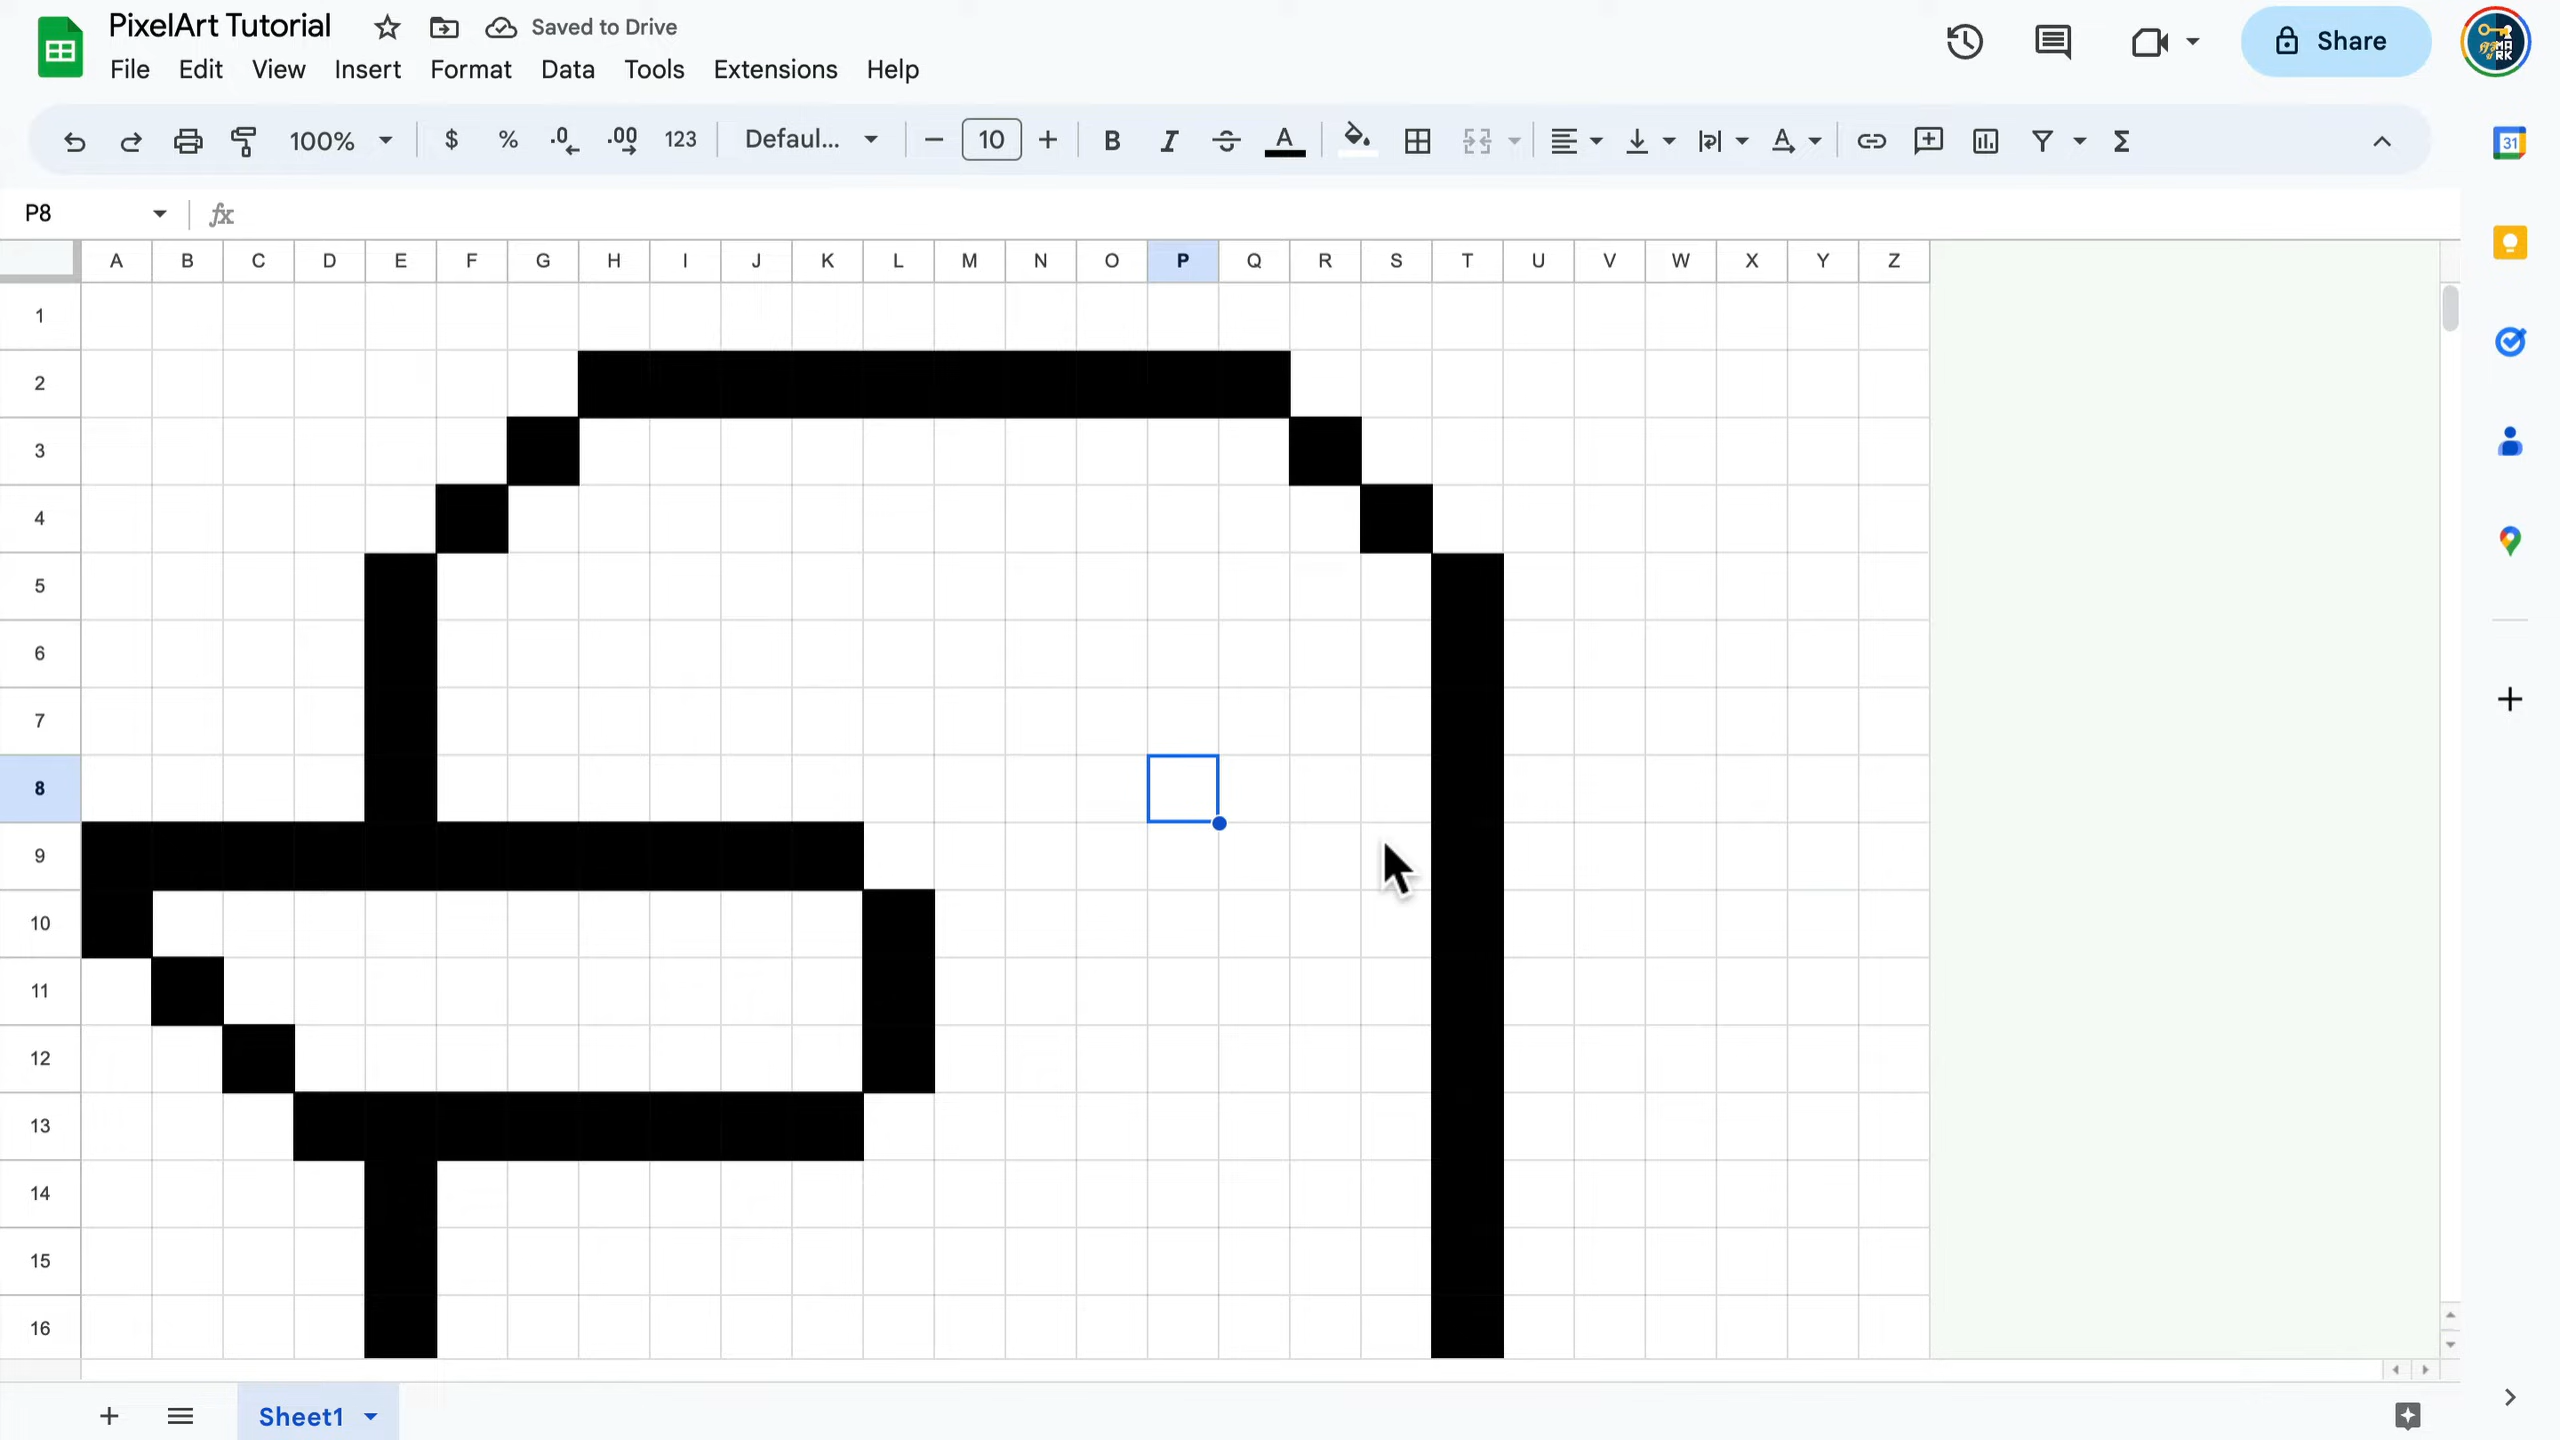 PixelArt Tutorial Saved to Drive
File Edit View Insert Format Data Tools Extensions Help
Share
100% $ % .0 .00 123 Defaul... 10 B I A A Σ
31
P8 fx
A B C D E F G H I J K L M N O P Q R S T U V W X Y Z
1
2
3
4
5
6
7
8
9
10
11
12
13
14
15
16
Sheet1